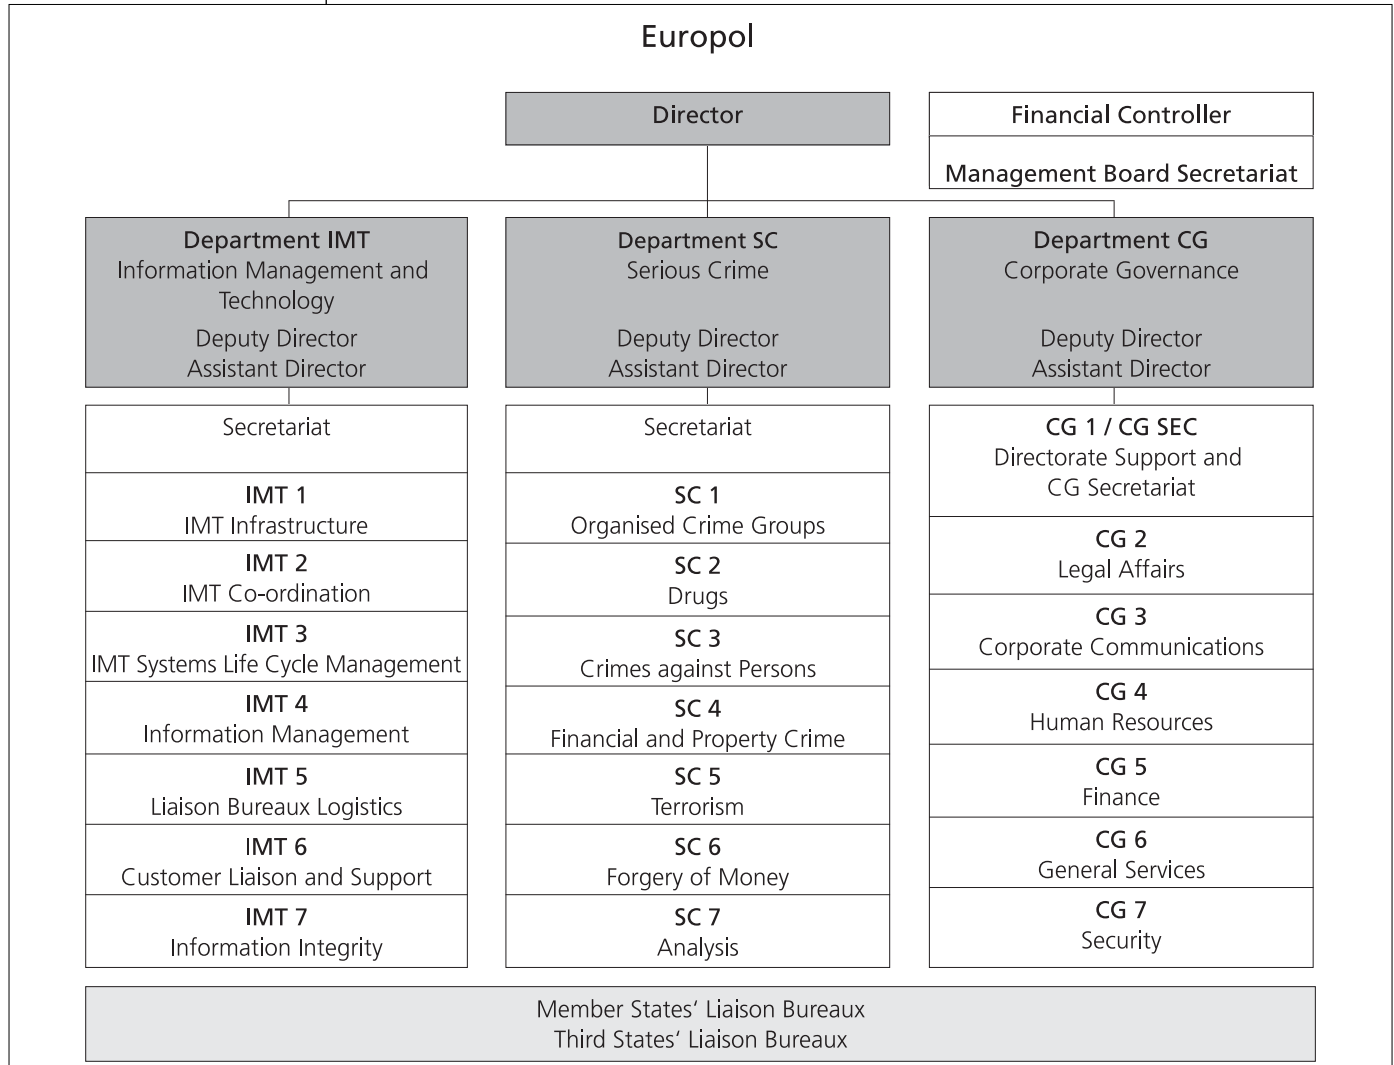 Europol
Director
Financial Controller
Management Board Secretariat
Department IMT
Information Management and
Technology
Deputy Director
Assistant Director
Department SC
Serious Crime
Deputy Director
Assistant Director
Department CG
Corporate Governance
Deputy Director
Assistant Director
Secretariat
IMT 1
IMT Infrastructure
IMT 2
IMT Co-ordination
IMT 3
IMT Systems Life Cycle Management
IMT 4
Information Management
IMT 5
Liaison Bureaux Logistics
IMT 6
Customer Liaison and Support
IMT 7
Information Integrity
Secretariat
SC 1
Organised Crime Groups
SC 2
Drugs
SC 3
Crimes against Persons
SC 4
Financial and Property Crime
SC 5
Terrorism
SC 6
Forgery of Money
SC 7
Analysis
CG 1 / CG SEC
Directorate Support and
CG Secretariat
CG 2
Legal Affairs
CG 3
Corporate Communications
CG 4
Human Resources
CG 5
Finance
CG 6
General Services
CG 7
Security
Member States‘ Liaison Bureaux
Third States‘ Liaison Bureaux